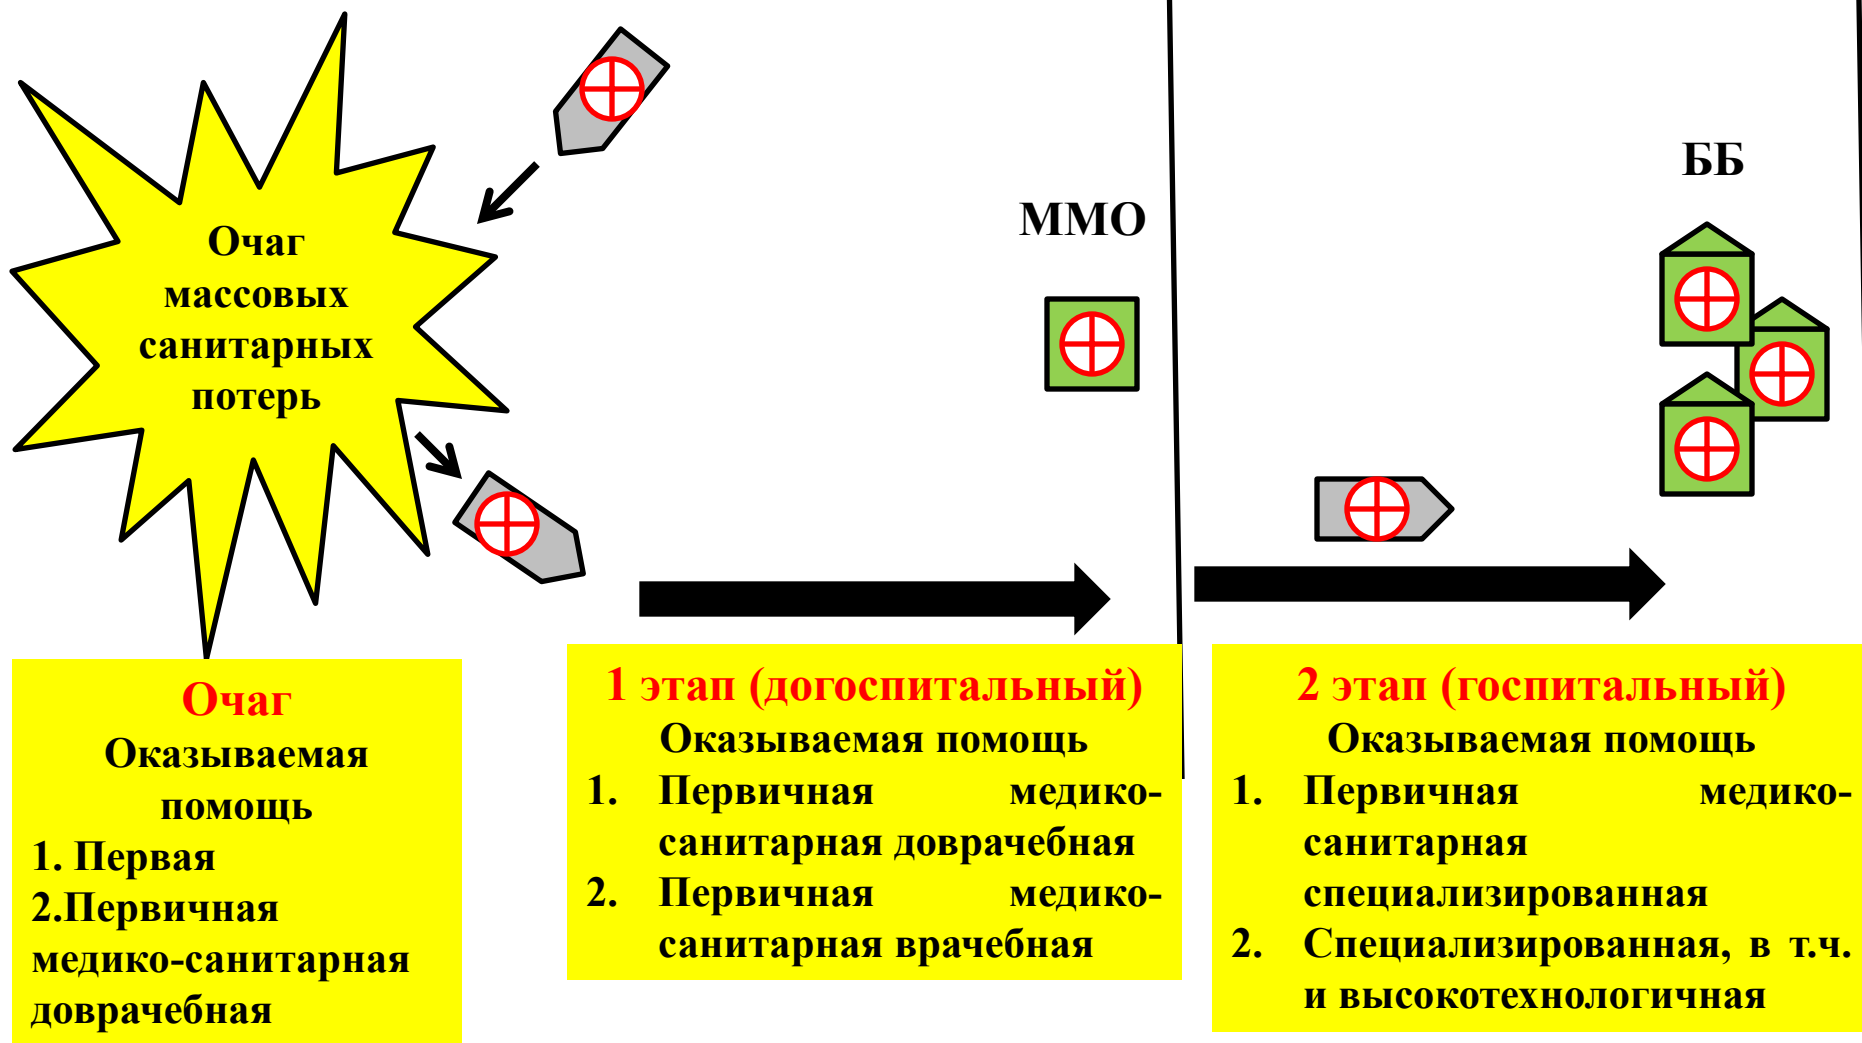 Очаг
массовых
санитарных
потерь
ММО
ББ
Очаг
Оказываемая
помощь
1. Первая
2.Первичная
медико-санитарная
доврачебная
1 этап (догоспитальный)
Оказываемая помощь
1. Первичная медико-
санитарная доврачебная
2. Первичная медико-
санитарная врачебная
2 этап (госпитальный)
Оказываемая помощь
1. Первичная медико-
санитарная
специализированная
2. Специализированная, в т.ч.
и высокотехнологичная